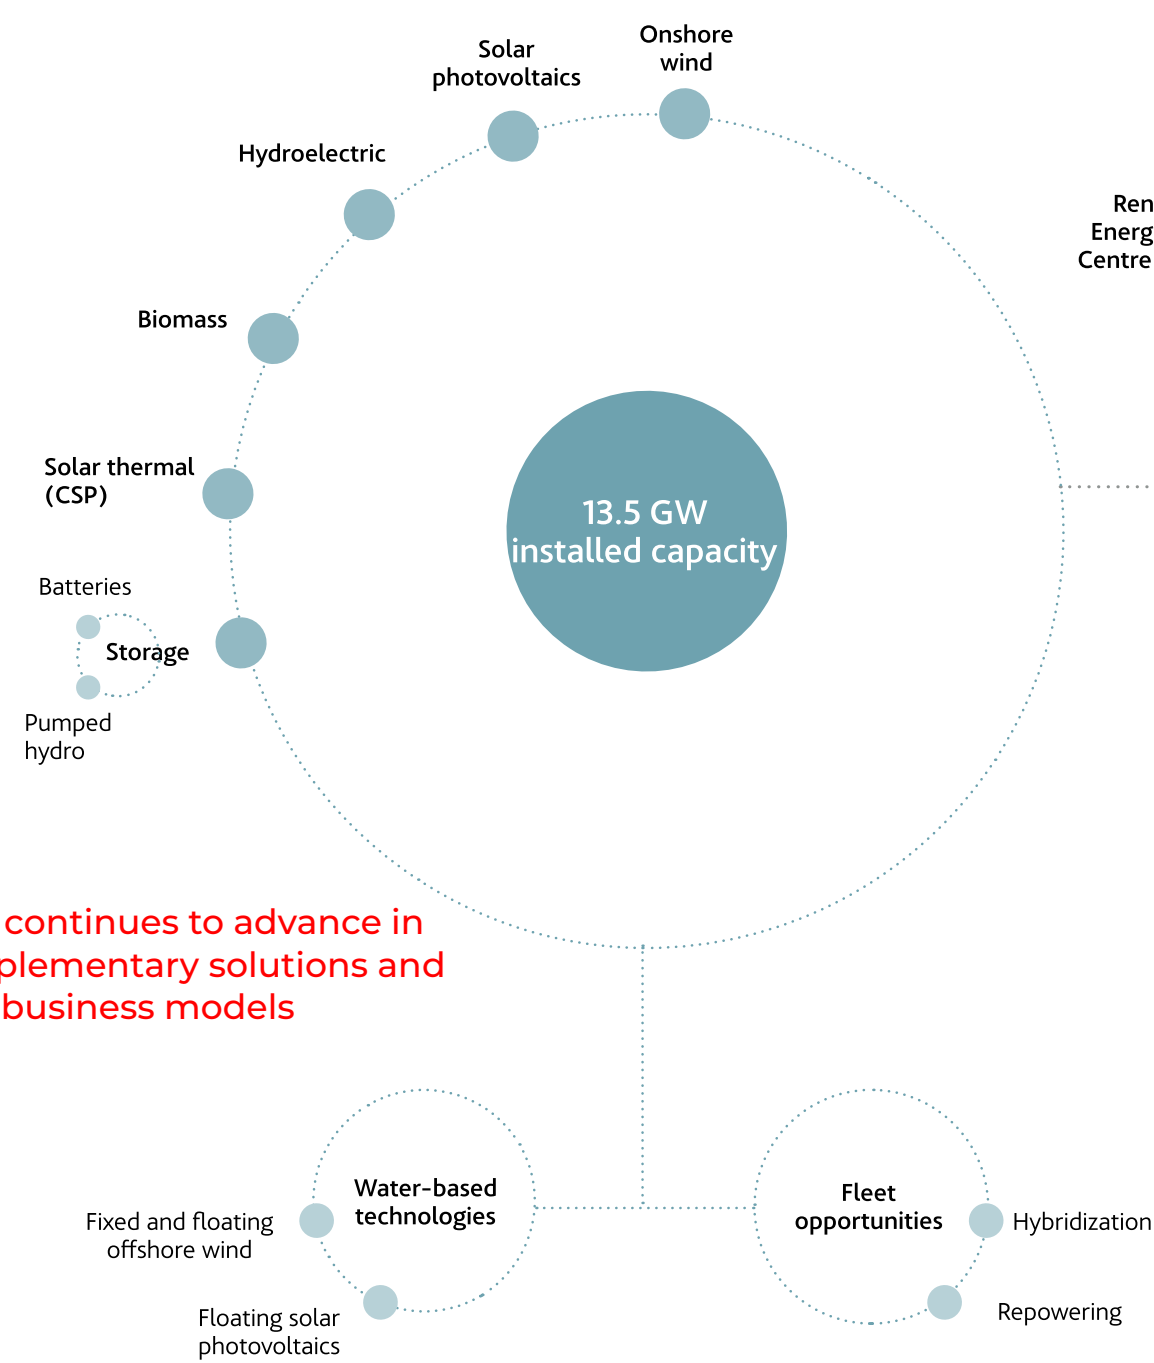 Onshore
wind
Solar
photovoltaics
Hydroelectric
Ren
Energ
Centre
Biomass
Solar thermal
(CSP)
13.5 GW
installed capacity
Batteries
Storage
Pumped
hydro
continues to advance in
plementary solutions and
business models
Water-based
technologies
Fixed and floating
offshore wind
Floating solar
photovoltaics
Fleet
opportunities
Hybridization
Repowering